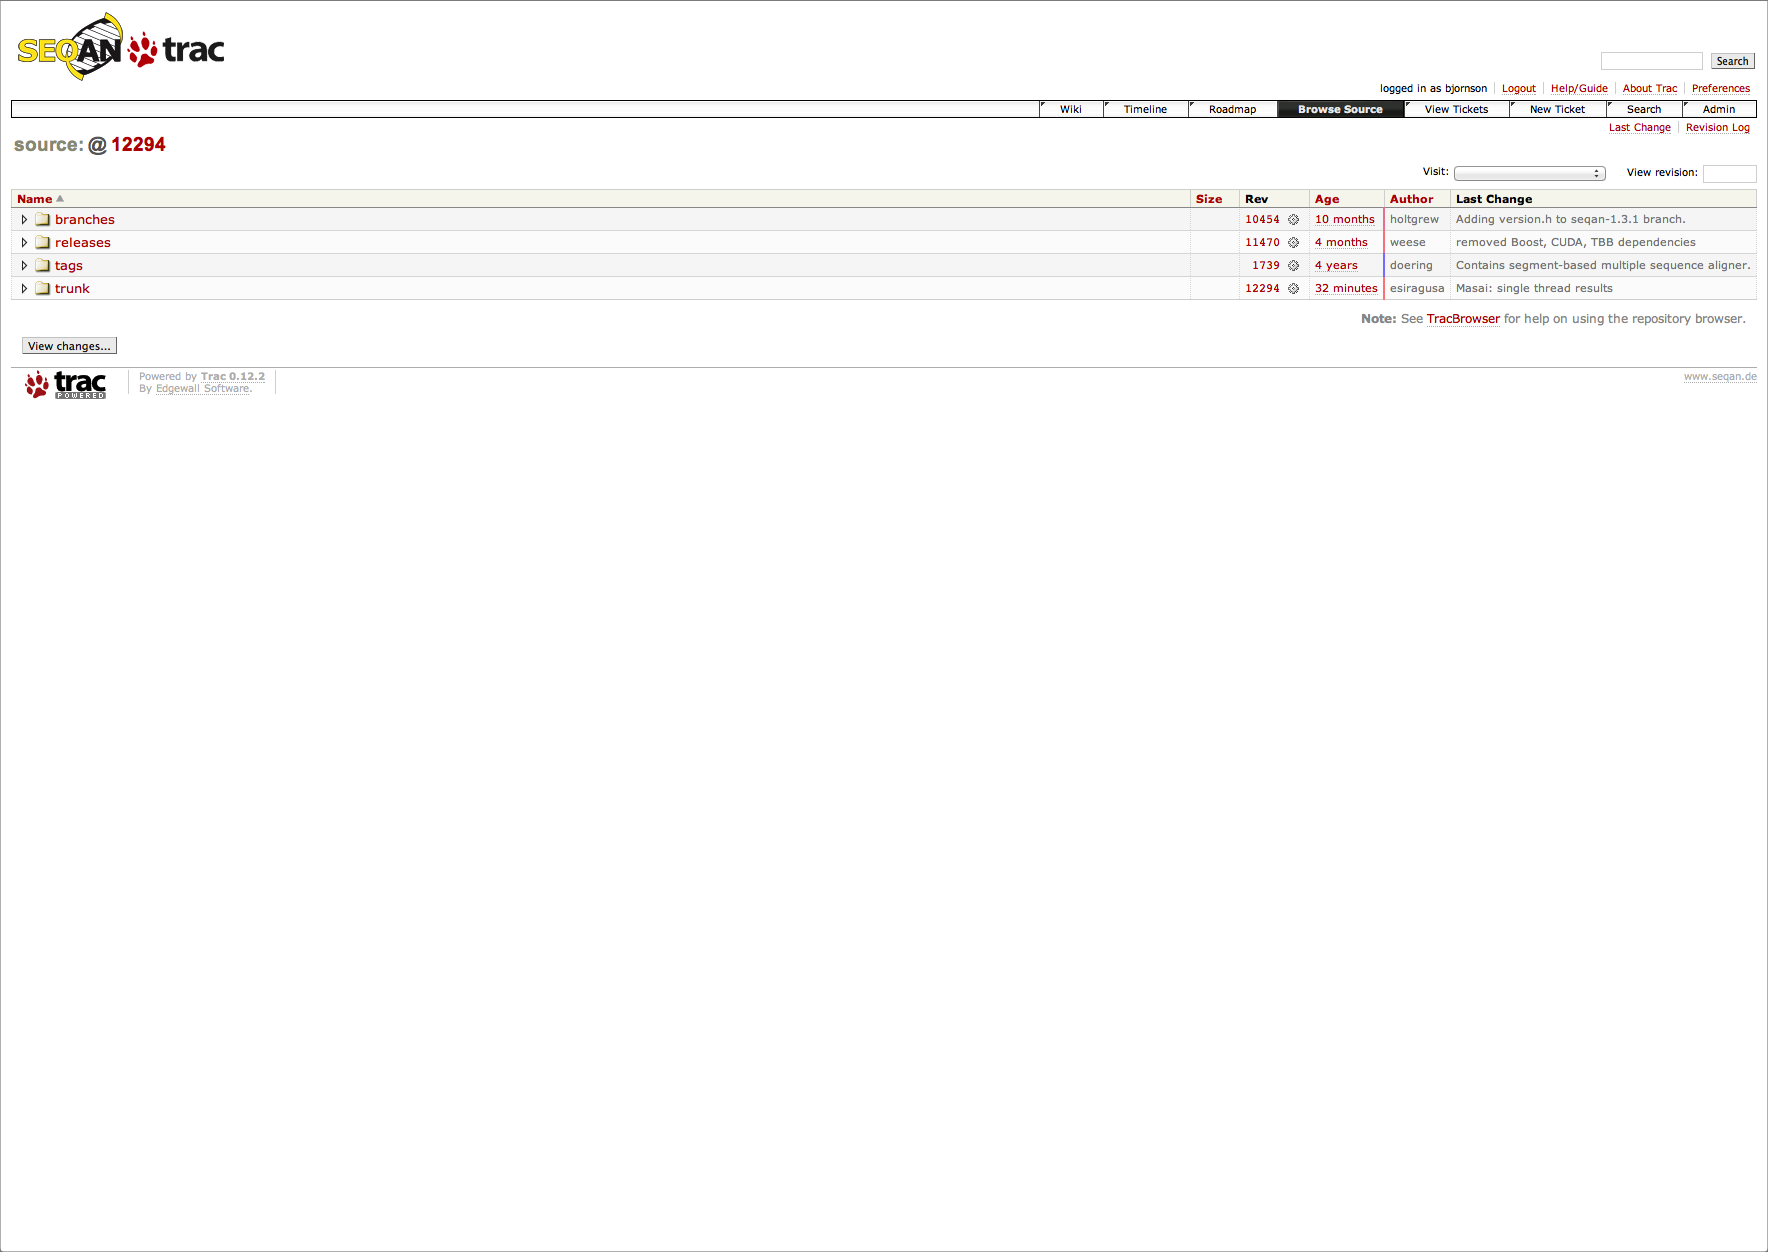 SEQAN trac
Search
logged in as bjornson Logout Help/Guide About Trac Preferences
Wiki Timeline Roadmap Browse Source View Tickets New Ticket Search Admin
Last Change Revision Log
source: @ 12294
Visit: View revision:
Name Size Rev Age Author Last Change
branches 10454 10 months holtgrew Adding version.h to seqan-1.3.1 branch.
releases 11470 4 months weese removed Boost, CUDA, TBB dependencies
tags 1739 4 years doering Contains segment-based multiple sequence aligner.
trunk 12294 32 minutes esiragusa Masai: single thread results
Note: See TracBrowser for help on using the repository browser.
View changes...
trac POWERED
Powered by Trac 0.12.2
By Edgewall Software.
www.seqan.de